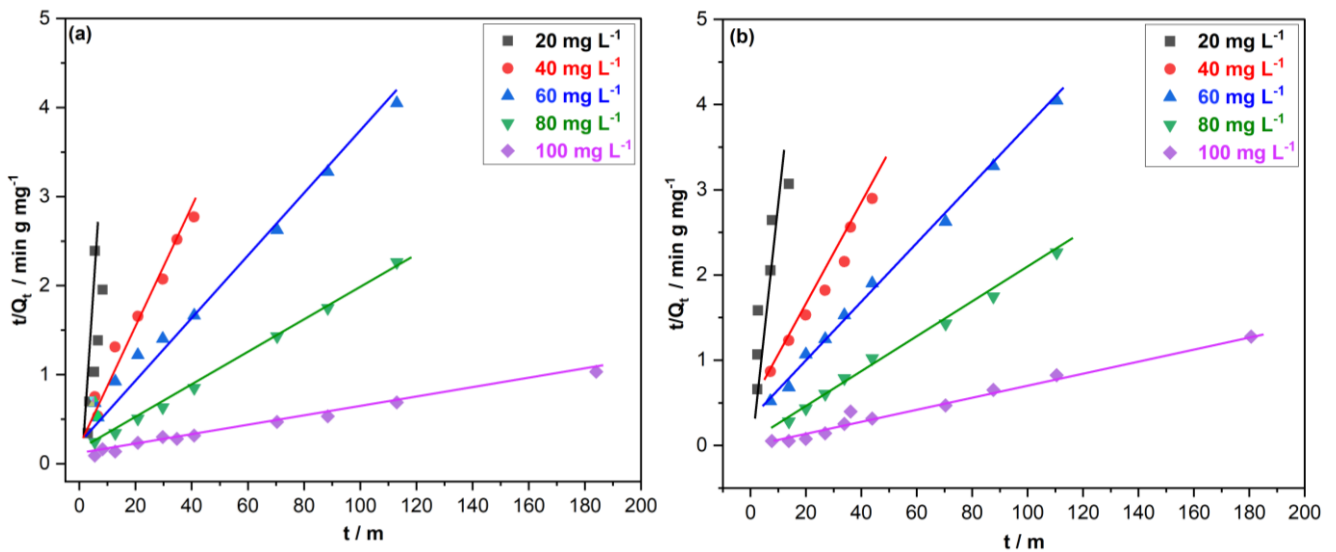 (a)
20 mg L⁻¹
40 mg L⁻¹
60 mg L⁻¹
80 mg L⁻¹
100 mg L⁻¹
5
4
3
2
1
0
t/Qₜ / min g mg⁻¹
0 20 40 60 80 100 120 140 160 180 200
t / m
(b)
20 mg L⁻¹
40 mg L⁻¹
60 mg L⁻¹
80 mg L⁻¹
100 mg L⁻¹
5
4
3
2
1
0
t/Qₜ / min g mg⁻¹
0 20 40 60 80 100 120 140 160 180 200
t / m